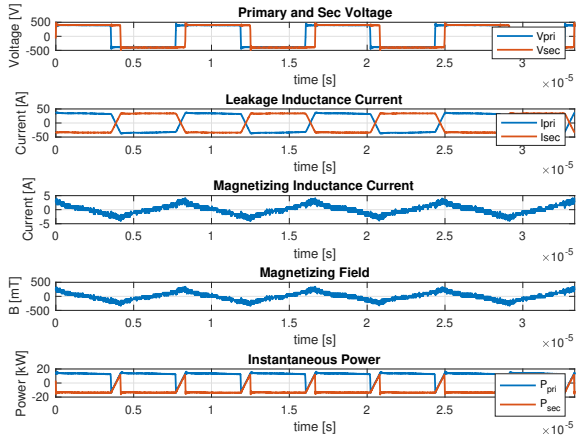 Primary and Sec Voltage
Voltage [V]
500
0
-500
Vpri
Vsec
0 0.5 1 1.5 2 2.5 3
time [s]
×10⁻⁵
Leakage Inductance Current
Current [A]
50
0
-50
Ipri
Isec
0 0.5 1 1.5 2 2.5 3
time [s]
×10⁻⁵
Magnetizing Inductance Current
Current [A]
5
0
-5
0 0.5 1 1.5 2 2.5 3
time [s]
×10⁻⁵
Magnetizing Field
B [mT]
500
0
-500
0 0.5 1 1.5 2 2.5 3
time [s]
×10⁻⁵
Instantaneous Power
Power [kW]
20
0
-20
P_pri
P_sec
0 0.5 1 1.5 2 2.5 3
time [s]
×10⁻⁵